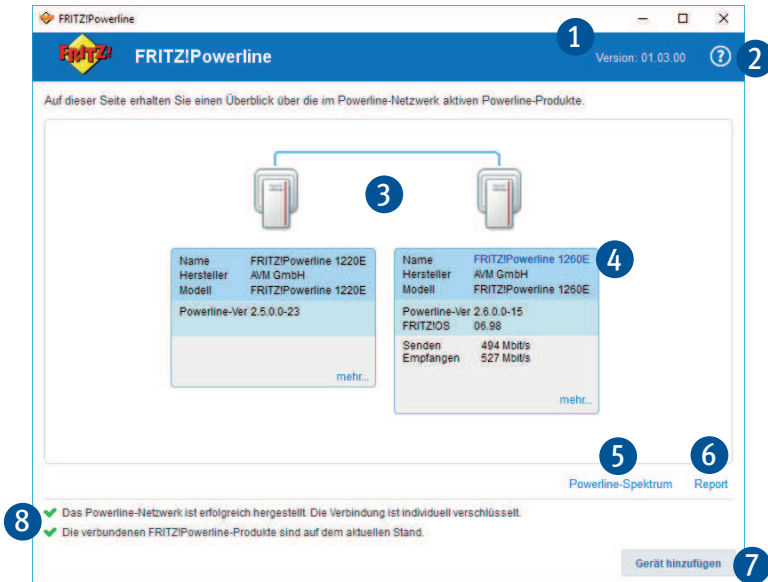 FRITZ!Powerline
1
FRITZ! FRITZ!Powerline Version: 01.03.00 ? 2
Auf dieser Seite erhalten Sie einen Überblick über die im Powerline-Netzwerk aktiven Powerline-Produkte.
3
Name FRITZ!Powerline 1220E
Hersteller AVM GmbH
Modell FRITZ!Powerline 1220E
Powerline-Ver 2.5.0.0-23
mehr...
Name FRITZ!Powerline 1260E 4
Hersteller AVM GmbH
Modell FRITZ!Powerline 1260E
Powerline-Ver 2.6.0.0-15
FRITZ!OS 06.98
Senden 494 Mbit/s
Empfangen 527 Mbit/s
mehr...
5 6
Powerline-Spektrum Report
8
Das Powerline-Netzwerk ist erfolgreich hergestellt. Die Verbindung ist individuell verschlüsselt.
Die verbundenen FRITZ!Powerline-Produkte sind auf dem aktuellen Stand.
Gerät hinzufügen 7